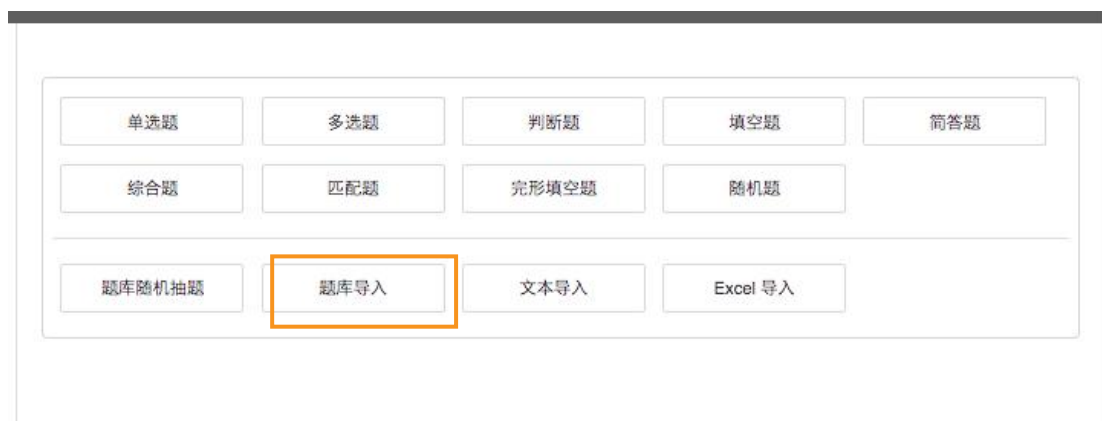 单选题 多选题 判断题 填空题 简答题
综合题 匹配题 完形填空题 随机题
题库随机抽题 题库导入 文本导入 Excel 导入